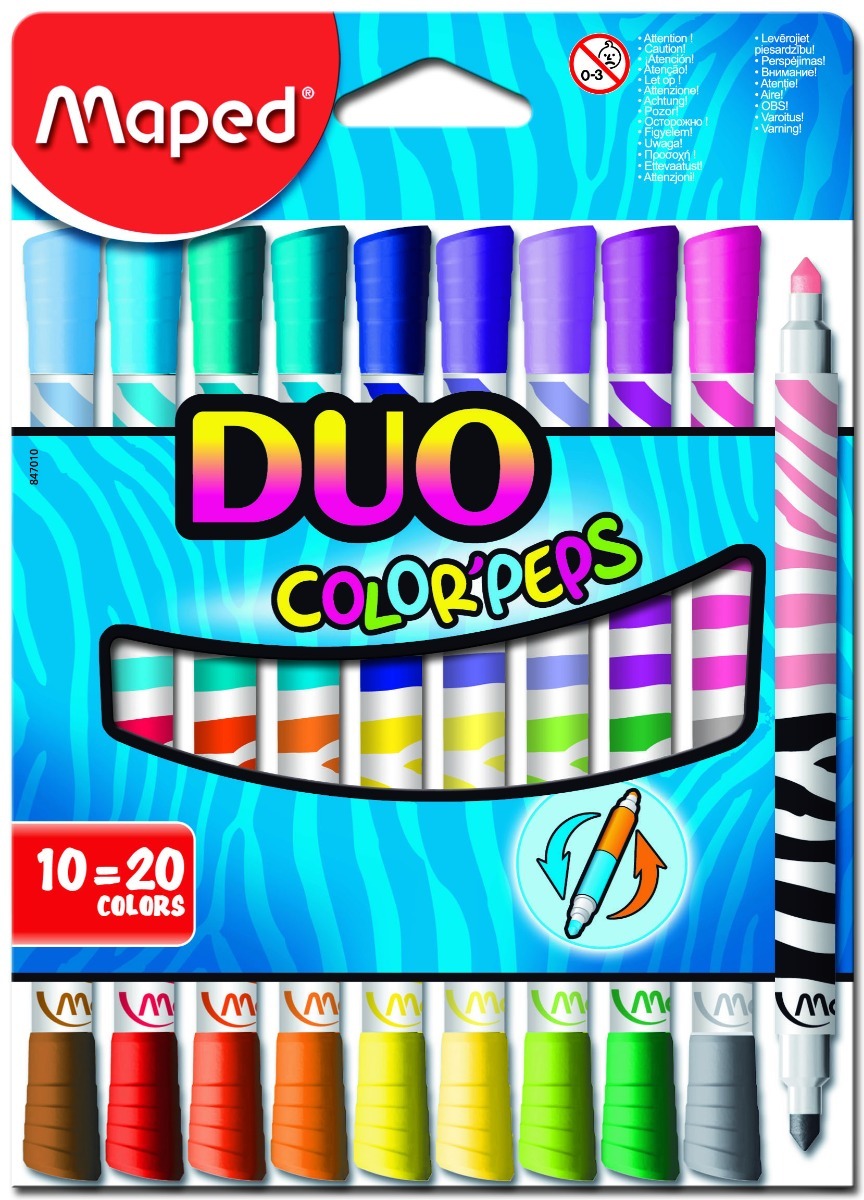 Maped®
0-3
• Attention !
• Caution!
• ¡Atención!
• Atenção!
• Let op !
• Attenzione!
• Achtung!
• Pozor!
• Осторожно !
• Figyelem!
• Uwaga!
• Προσοχή !
• Ettevaatust!
• Attenzjoni!
• Levērojiet
piesardzību!
• Perspėjimas!
• Внимание!
• Atenție!
• Aire!
• OBS!
• Varoitus!
• Varning!
847010
DUO
COLOR'PEPS
10=20
COLORS